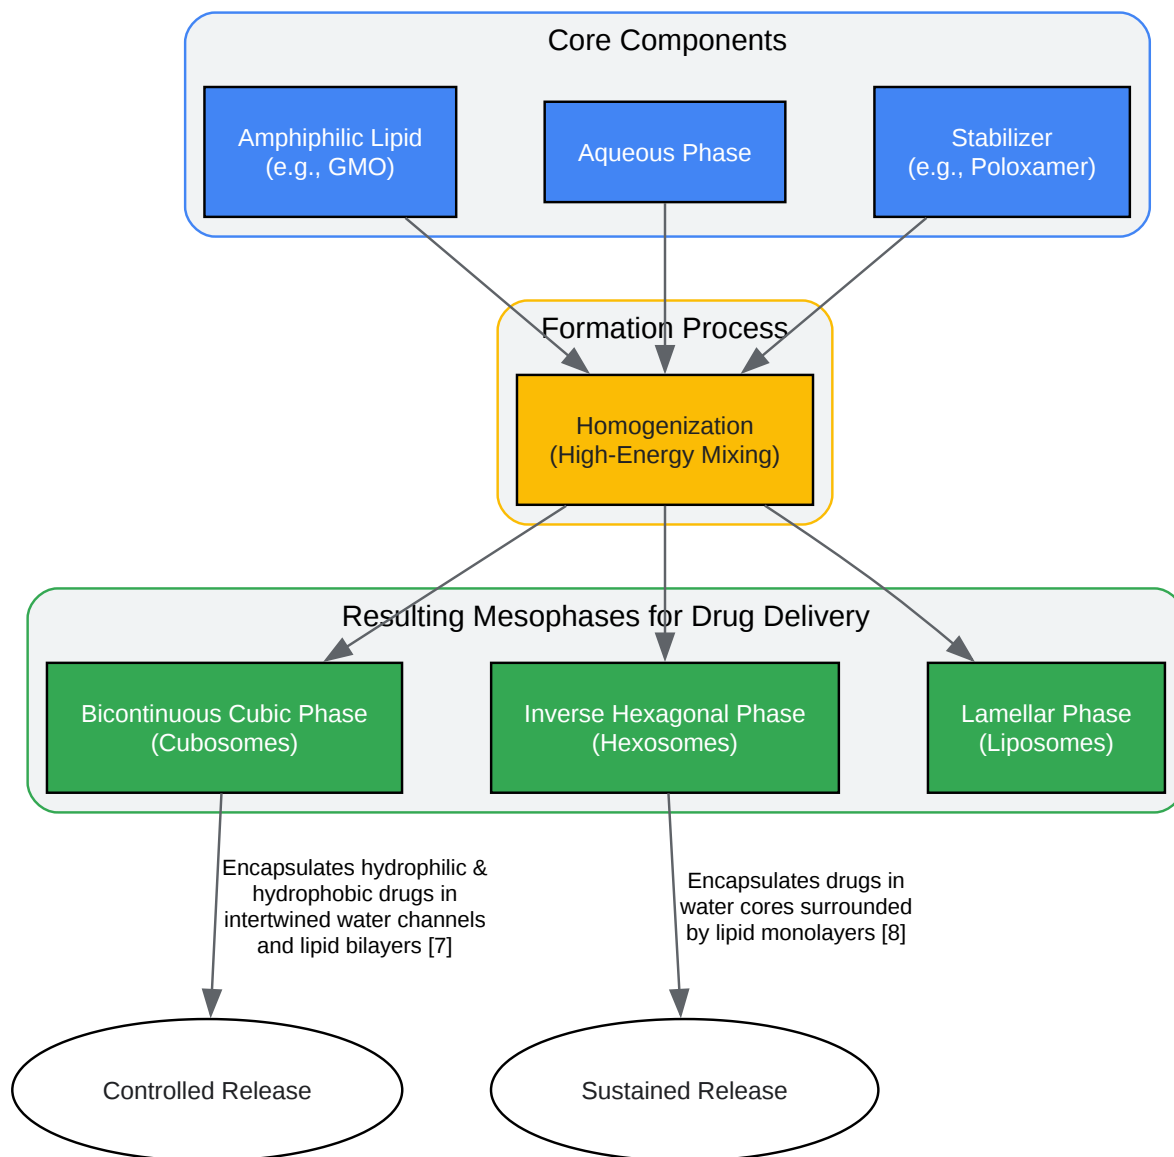 Core Components
Amphiphilic Lipid
(e.g., GMO)
Aqueous Phase
Stabilizer
(e.g., Poloxamer)
Formation Process
Homogenization
(High-Energy Mixing)
Resulting Mesophases for Drug Delivery
Bicontinuous Cubic Phase
(Cubosomes)
Inverse Hexagonal Phase
(Hexosomes)
Lamellar Phase
(Liposomes)
Encapsulates hydrophilic &
hydrophobic drugs in
intertwined water channels
and lipid bilayers [7]
Encapsulates drugs in
water cores surrounded
by lipid monolayers [8]
Controlled Release
Sustained Release